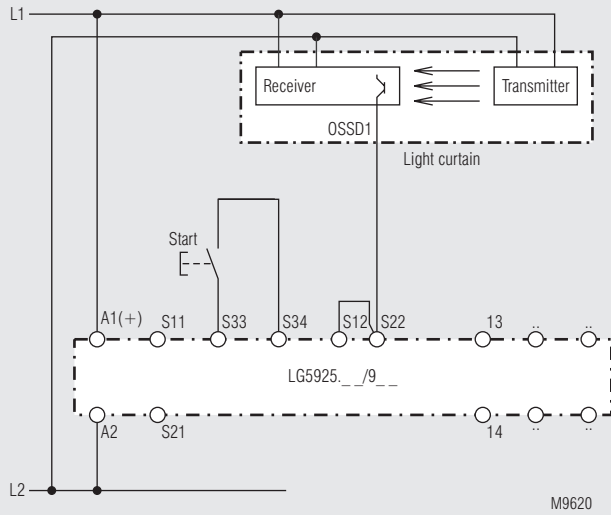 L1
Receiver
Transmitter
OSSD1
Light curtain
Start
A1(+)
S11
S33
S34
S12
S22
13
..
..
LG5925._ _/9_ _
A2
S21
14
..
..
L2
M9620